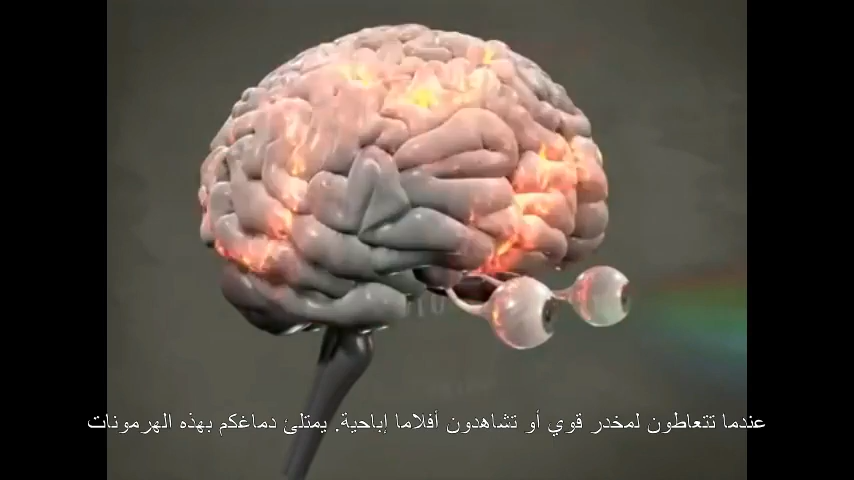 عندما تتعاطون لمخدر قوي أو تشاهدون أفلاما إباحية. يمتلئ دماغكم بهذه الهرمونات